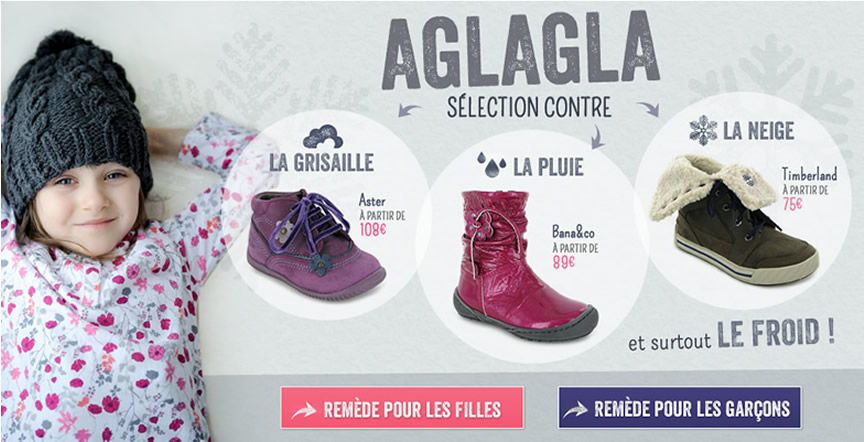 AGLAGLA
SÉLECTION CONTRE
LA GRISAILLE
Aster
À PARTIR DE
108€
LA PLUIE
Bana&co
À PARTIR DE
89€
LA NEIGE
Timberland
À PARTIR DE
75€
et surtout LE FROID !
REMÈDE POUR LES FILLES
REMÈDE POUR LES GARÇONS